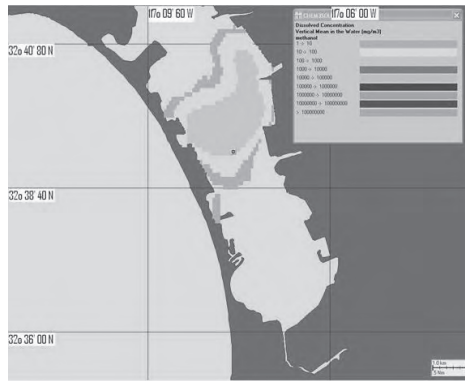 117o 09' 60 W
117o 06' 00 W
32o 40' 80 N
Dissolved Concentration
Vertical Mean in the Water (mg/m3)
methanol
1 ÷ 10
10 ÷ 100
100 ÷ 1000
1000 ÷ 10000
10000 ÷ 100000
100000 ÷ 1000000
1000000 ÷ 10000000
10000000 ÷ 100000000
> 100000000
32o 38' 40 N
32o 36' 00 N